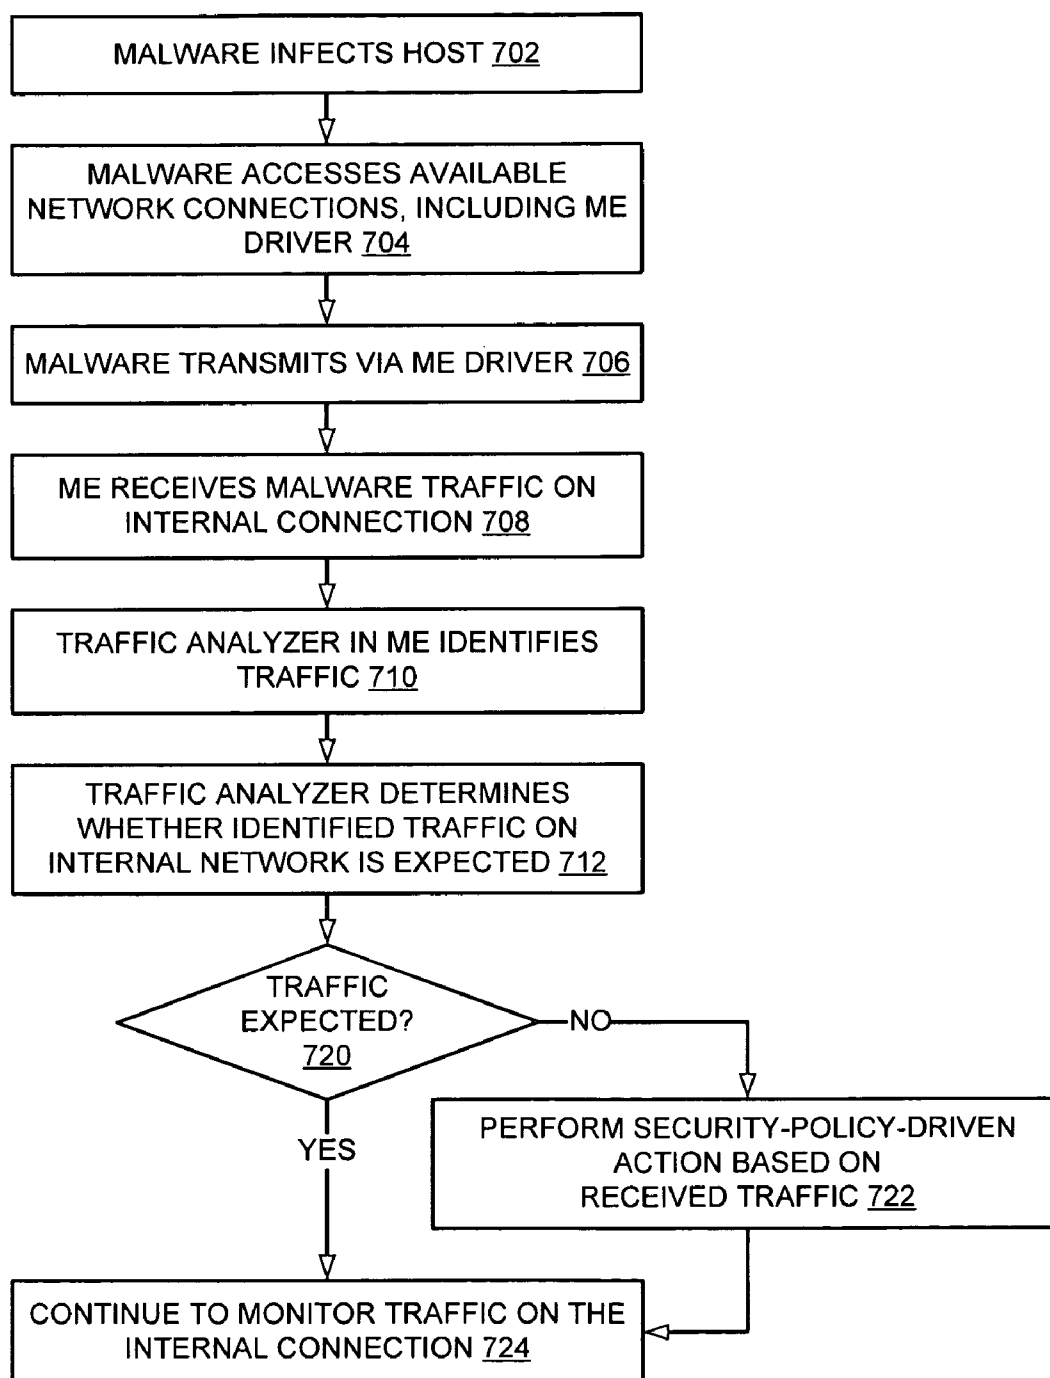 MALWARE INFECTS HOST 702
MALWARE ACCESSES AVAILABLE
NETWORK CONNECTIONS, INCLUDING ME
DRIVER 704
MALWARE TRANSMITS VIA ME DRIVER 706
ME RECEIVES MALWARE TRAFFIC ON
INTERNAL CONNECTION 708
TRAFFIC ANALYZER IN ME IDENTIFIES
TRAFFIC 710
TRAFFIC ANALYZER DETERMINES
WHETHER IDENTIFIED TRAFFIC ON
INTERNAL NETWORK IS EXPECTED 712
TRAFFIC
EXPECTED?
720
NO
YES
PERFORM SECURITY-POLICY-DRIVEN
ACTION BASED ON
RECEIVED TRAFFIC 722
CONTINUE TO MONITOR TRAFFIC ON THE
INTERNAL CONNECTION 724